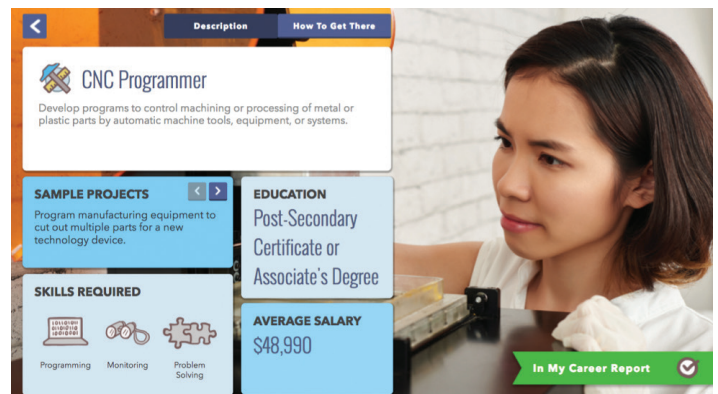 Description
How To Get There
CNC Programmer
Develop programs to control machining or processing of metal or
plastic parts by automatic machine tools, equipment, or systems.
SAMPLE PROJECTS
Program manufacturing equipment to
cut out multiple parts for a new
technology device.
EDUCATION
Post-Secondary
Certificate or
Associate's Degree
SKILLS REQUIRED
Programming
Monitoring
Problem
Solving
AVERAGE SALARY
$48,990
In My Career Report